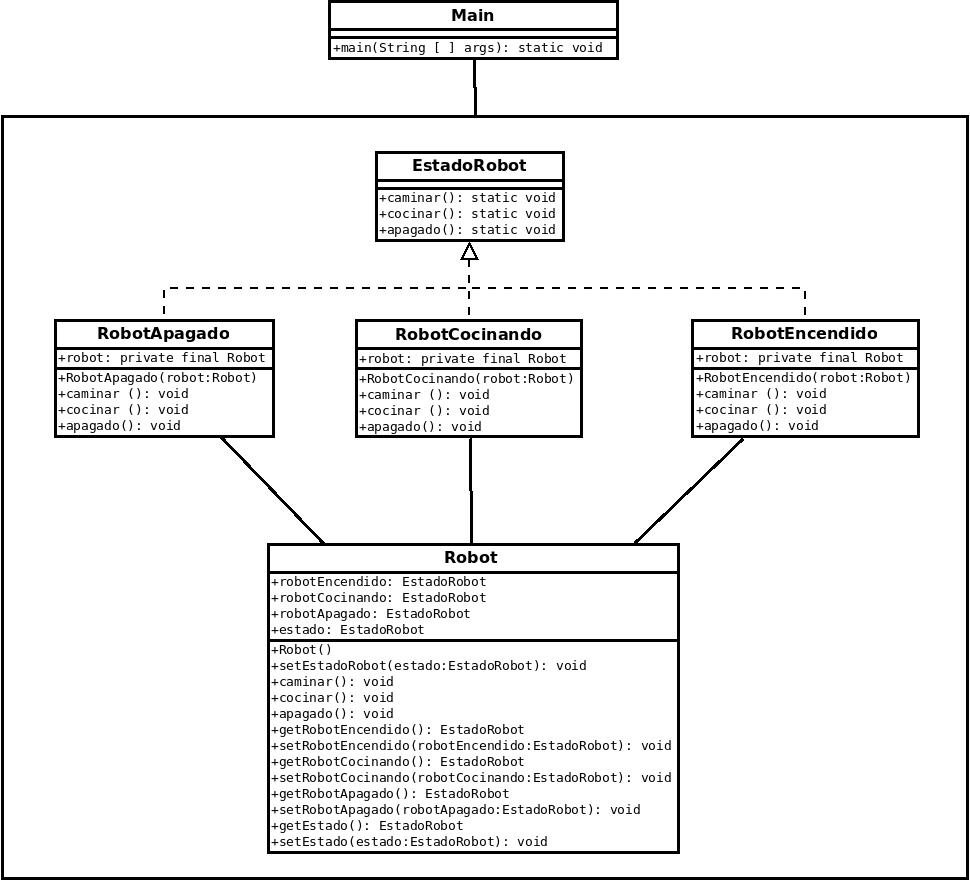 Main
+main(String [ ] args): static void
EstadoRobot
+caminar(): static void
+cocinar(): static void
+apagado(): static void
RobotApagado
+robot: private final Robot
+RobotApagado(robot:Robot)
+caminar (): void
+cocinar (): void
+apagado(): void
RobotCocinando
+robot: private final Robot
+RobotCocinando(robot:Robot)
+caminar (): void
+cocinar (): void
+apagado(): void
RobotEncendido
+robot: private final Robot
+RobotEncendido(robot:Robot)
+caminar (): void
+cocinar (): void
+apagado(): void
Robot
+robotEncendido: EstadoRobot
+robotCocinando: EstadoRobot
+robotApagado: EstadoRobot
+estado: EstadoRobot
+Robot()
+setEstadoRobot(estado:EstadoRobot): void
+caminar(): void
+cocinar(): void
+apagado(): void
+getRobotEncendido(): EstadoRobot
+setRobotEncendido(robotEncendido:EstadoRobot): void
+getRobotCocinando(): EstadoRobot
+setRobotCocinando(robotCocinando:EstadoRobot): void
+getRobotApagado(): EstadoRobot
+setRobotApagado(robotApagado:EstadoRobot): void
+getEstado(): EstadoRobot
+setEstado(estado:EstadoRobot): void